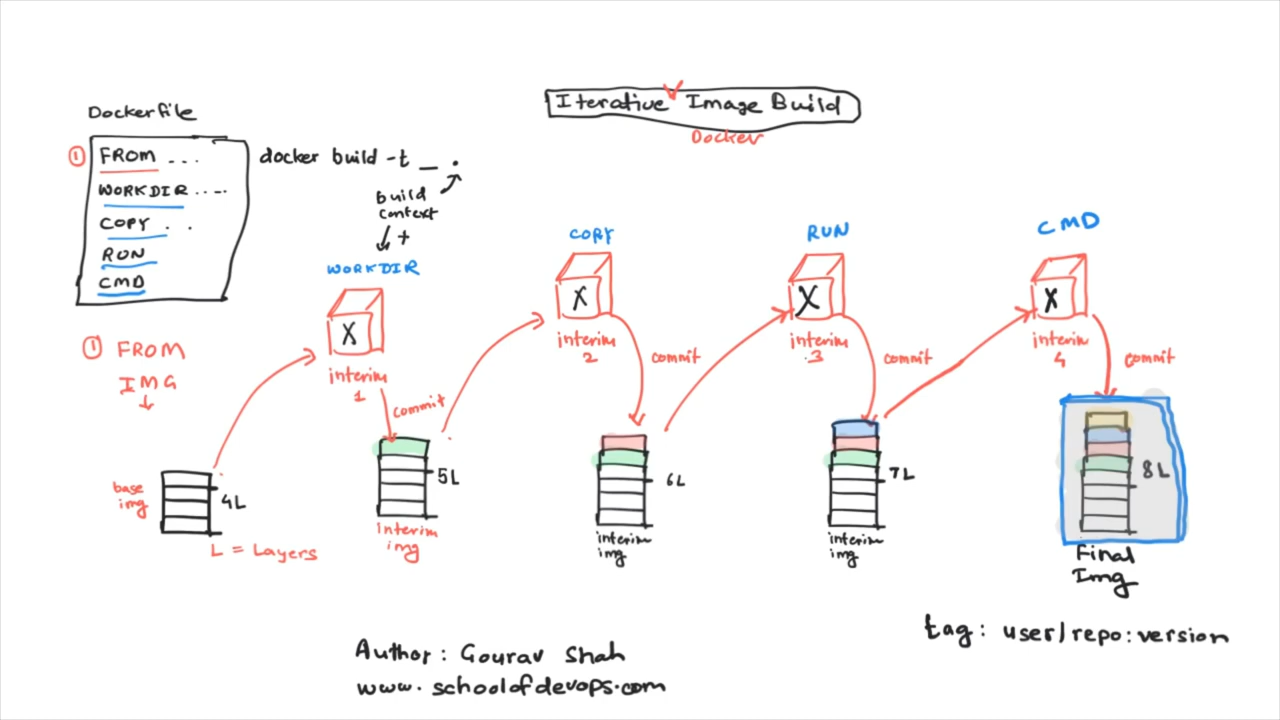 Iterative Image Build
Docker
Dockerfile
① FROM ...
WORKDIR .....
COPY . .
RUN
CMD
docker build -t _ .
build
context
+
WORKDIR
X
interim
1
commit
COPY
X
interim
2
commit
RUN
X
interim
3
commit
CMD
X
interim
4
commit
① FROM
IMG
base
img
4L
L = Layers
5L
interim
img
6L
interim
img
7L
interim
img
8L
Final
Img
tag: user/repo:version
Author: Gourav Shah
www.schoolofdevops.com